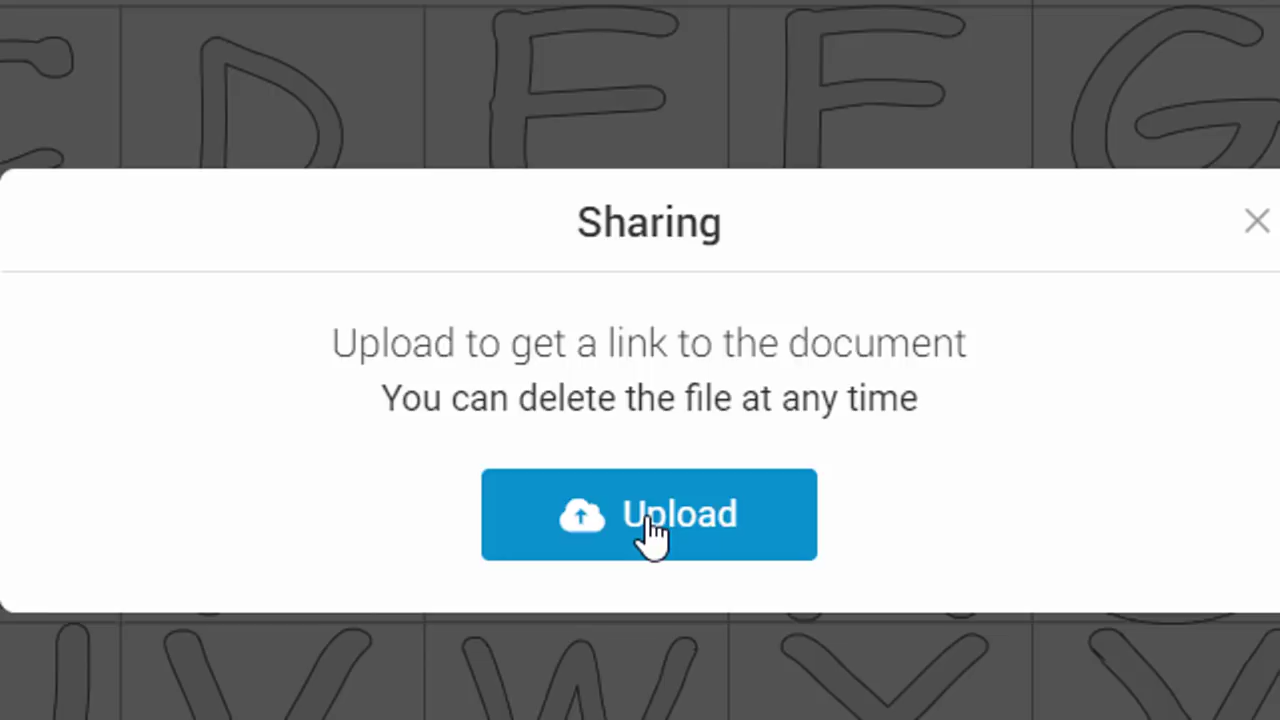 D E F G
Sharing
Upload to get a link to the document
You can delete the file at any time
Upload
V W X Y